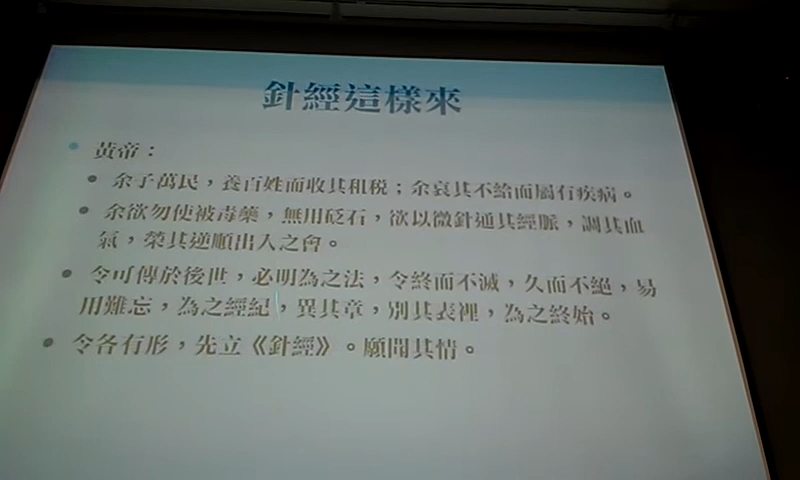 針經這樣來
黃帝：
余子萬民，養百姓而收其租稅；余哀其不給而屬有疾病。
余欲勿使被毒藥，無用砭石，欲以微針通其經脈，調其血
氣，榮其逆順出入之會。
令可傳於後世，必明為之法，令終而不滅，久而不絕，易
用難忘，為之經紀，異其章，別其表裡，為之終始。
令各有形，先立《針經》。願聞其情。